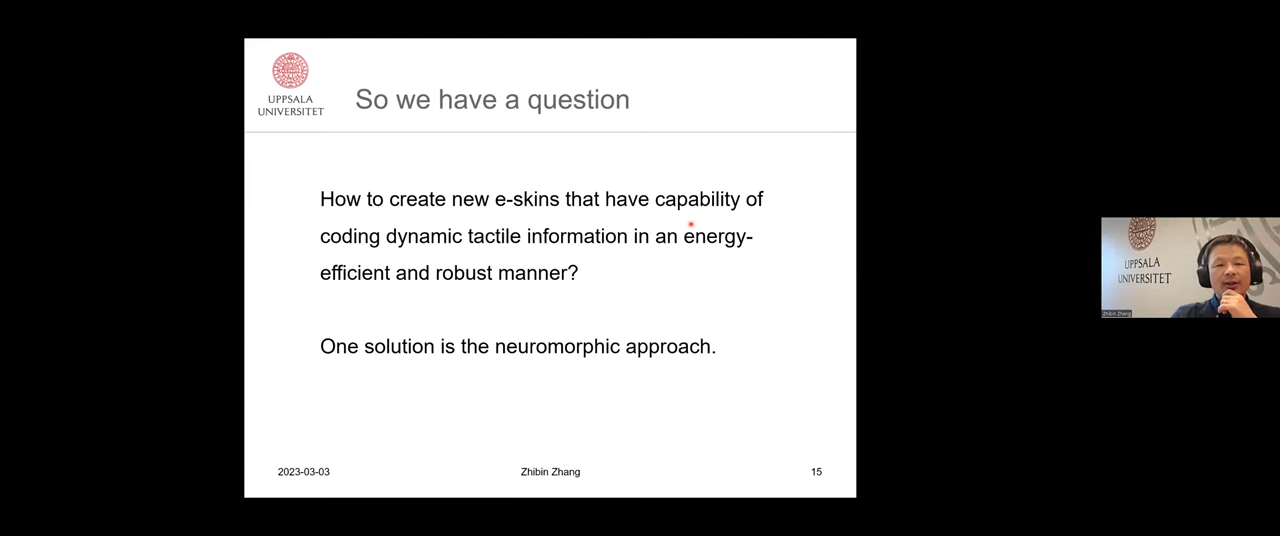 UPPSALA
UNIVERSITET
So we have a question
How to create new e-skins that have capability of
coding dynamic tactile information in an energy-
efficient and robust manner?
One solution is the neuromorphic approach.
2023-03-03
Zhibin Zhang
15
UPPSALA
UNIVERSITET
Zhibin Zhang